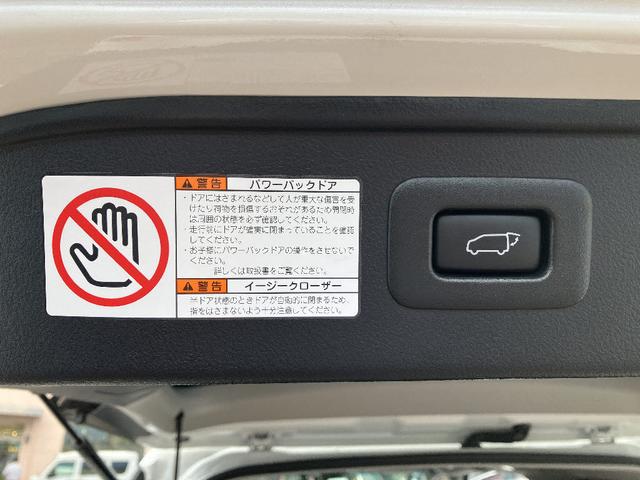 警告 パワーバックドア
・ドアにはさまれるなどして人が重大な傷害を受
けたり荷物を損傷するおそれがあるため開閉時
は周囲の状態を必ず確認してください。
・走行前にドアが確実に閉まっていることを確認
してください。
・お子様にパワーバックドアの操作をさせないで
ください。
詳しくは取扱書をご覧ください。
警告 イージークローザー
半ドア状態のときドアが自動的に閉まるため、
指をはさまないよう十分注意してください。